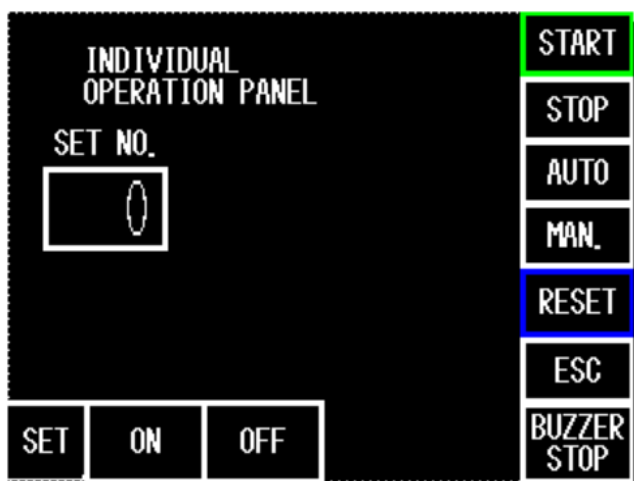 INDIVIDUAL
OPERATION PANEL
SET NO.
0
SET
ON
OFF
START
STOP
AUTO
MAN.
RESET
ESC
BUZZER
STOP